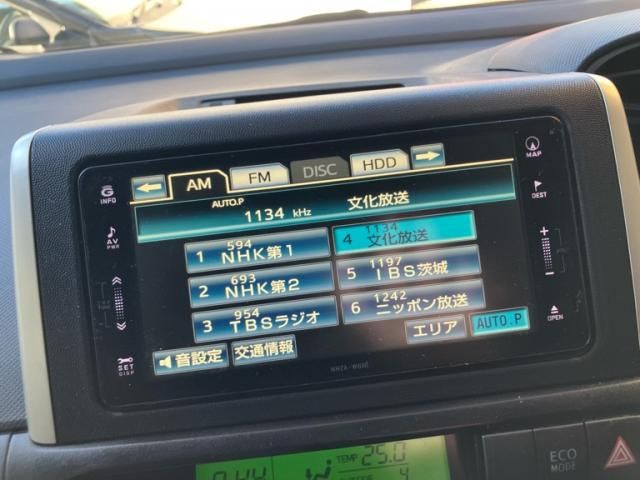 AM
FM
DISC
HDD
AUTO.P
1134 kHz 文化放送
1 594 NHK第1
2 693 NHK第2
3 954 TBSラジオ
4 1134 文化放送
5 1197 IBS茨城
6 1242 ニッポン放送
エリア
AUTO.P
音設定
交通情報
G
INFO
AV
PWR
SET
DISP
MAP
DEST
OPEN
TEMP 25.0
4
ECO
MODE